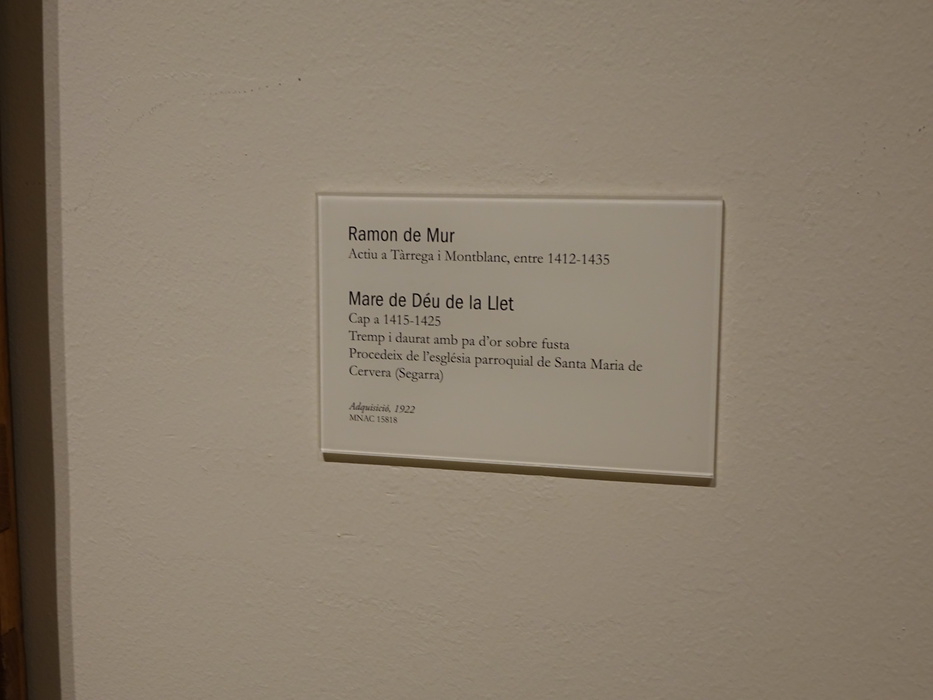 Ramon de Mur
Actiu a Tàrrega i Montblanc, entre 1412-1435
Mare de Déu de la Llet
Cap a 1415-1425
Tremp i daurat amb pa d'or sobre fusta
Procedeix de l'església parroquial de Santa Maria de
Cervera (Segarra)
Adquisició, 1922
MNAC 15818